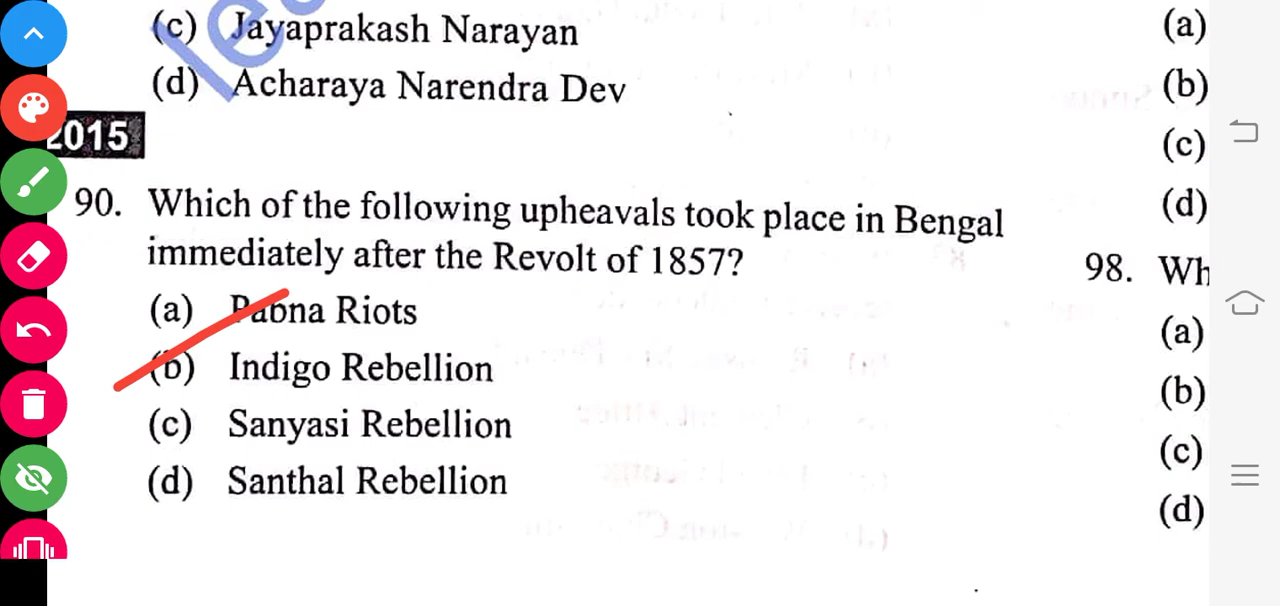 (c) Jayaprakash Narayan
(d) Acharaya Narendra Dev
2015
90. Which of the following upheavals took place in Bengal
immediately after the Revolt of 1857?
(a) Pabna Riots
(b) Indigo Rebellion
(c) Sanyasi Rebellion
(d) Santhal Rebellion
(a)
(b)
(c)
(d)
98. Wh
(a)
(b)
(c)
(d)